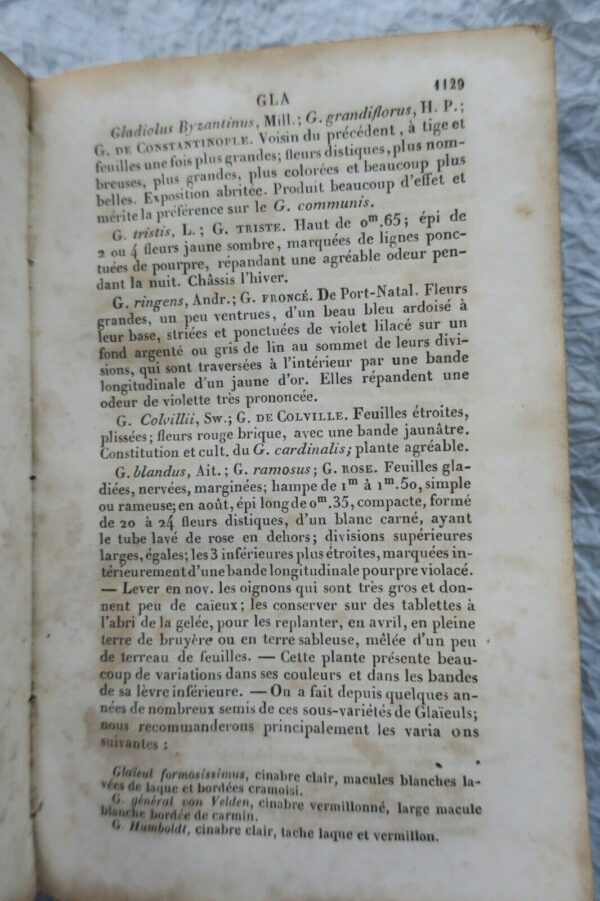 GLA 1129
Gladiolus Byzantinus, Mill.; G. grandiflorus, H. P.;
G. DE CONSTANTINOPLE. Voisin du précédent, à tige et
feuilles une fois plus grandes; fleurs distiques, plus nom-
breuses, plus grandes, plus colorées et beaucoup plus
belles. Exposition abritée. Produit beaucoup d'effet et
mérite la préférence sur le G. communis.
G. tristis, L.; G. TRISTE. Haut de 0m.65; épi de
2 ou 4 fleurs jaune sombre, marquées de lignes ponc-
tuées de pourpre, répandant une agréable odeur pen-
dant la nuit. Châssis l'hiver.
G. ringens, Andr.; G. FRONCÉ. De Port-Natal. Fleurs
grandes, un peu ventrues, d'un beau bleu ardoisé à
leur base, striées et ponctuées de violet lilacé sur un
fond argenté ou gris de lin au sommet de leurs divi-
sions, qui sont traversées à l'intérieur par une bande
longitudinale d'un jaune d'or. Elles répandent une
odeur de violette très prononcée.
G. Colvillii, Sw.; G. DE COLVILLE. Feuilles étroites,
plissées; fleurs rouge brique, avec une bande jaunâtre.
Constitution et cult. du G. cardinalis; plante agréable.
G. blandus, Ait.; G. ramosus; G. ROSE. Feuilles gla-
diées, nervées, marginées; hampe de 1m à 1m.50, simple
ou rameuse; en août, épi long de 0m.35, compacte, formé
de 20 à 24 fleurs distiques, d'un blanc carné, ayant
le tube lavé de rose en dehors; divisions supérieures
larges, égales; les 3 inférieures plus étroites, marquées in-
térieurement d'une bande longitudinale pourpre violacé.
— Lever en nov. les oignons qui sont très gros et don-
nent peu de caïeux; les conserver sur des tablettes à
l'abri de la gelée, pour les replanter, en avril, en pleine
terre de bruyère ou en terre sableuse, mêlée d'un peu
de terreau de feuilles. — Cette plante présente beau-
coup de variations dans ses couleurs et dans les bandes
de sa lèvre inférieure. — On a fait depuis quelques an-
nées de nombreux semis de ces sous-variétés de Glaïeuls;
nous recommanderons principalement les varia ons
suivantes :
Glaïeul formosissimus, cinabre clair, macules blanches la-
vées de laque et bordées cramoisi.
G. général von Velden, cinabre vermillonné, large macule
blanche bordée de carmin.
G. Humboldt, cinabre clair, tache laque et vermillon.